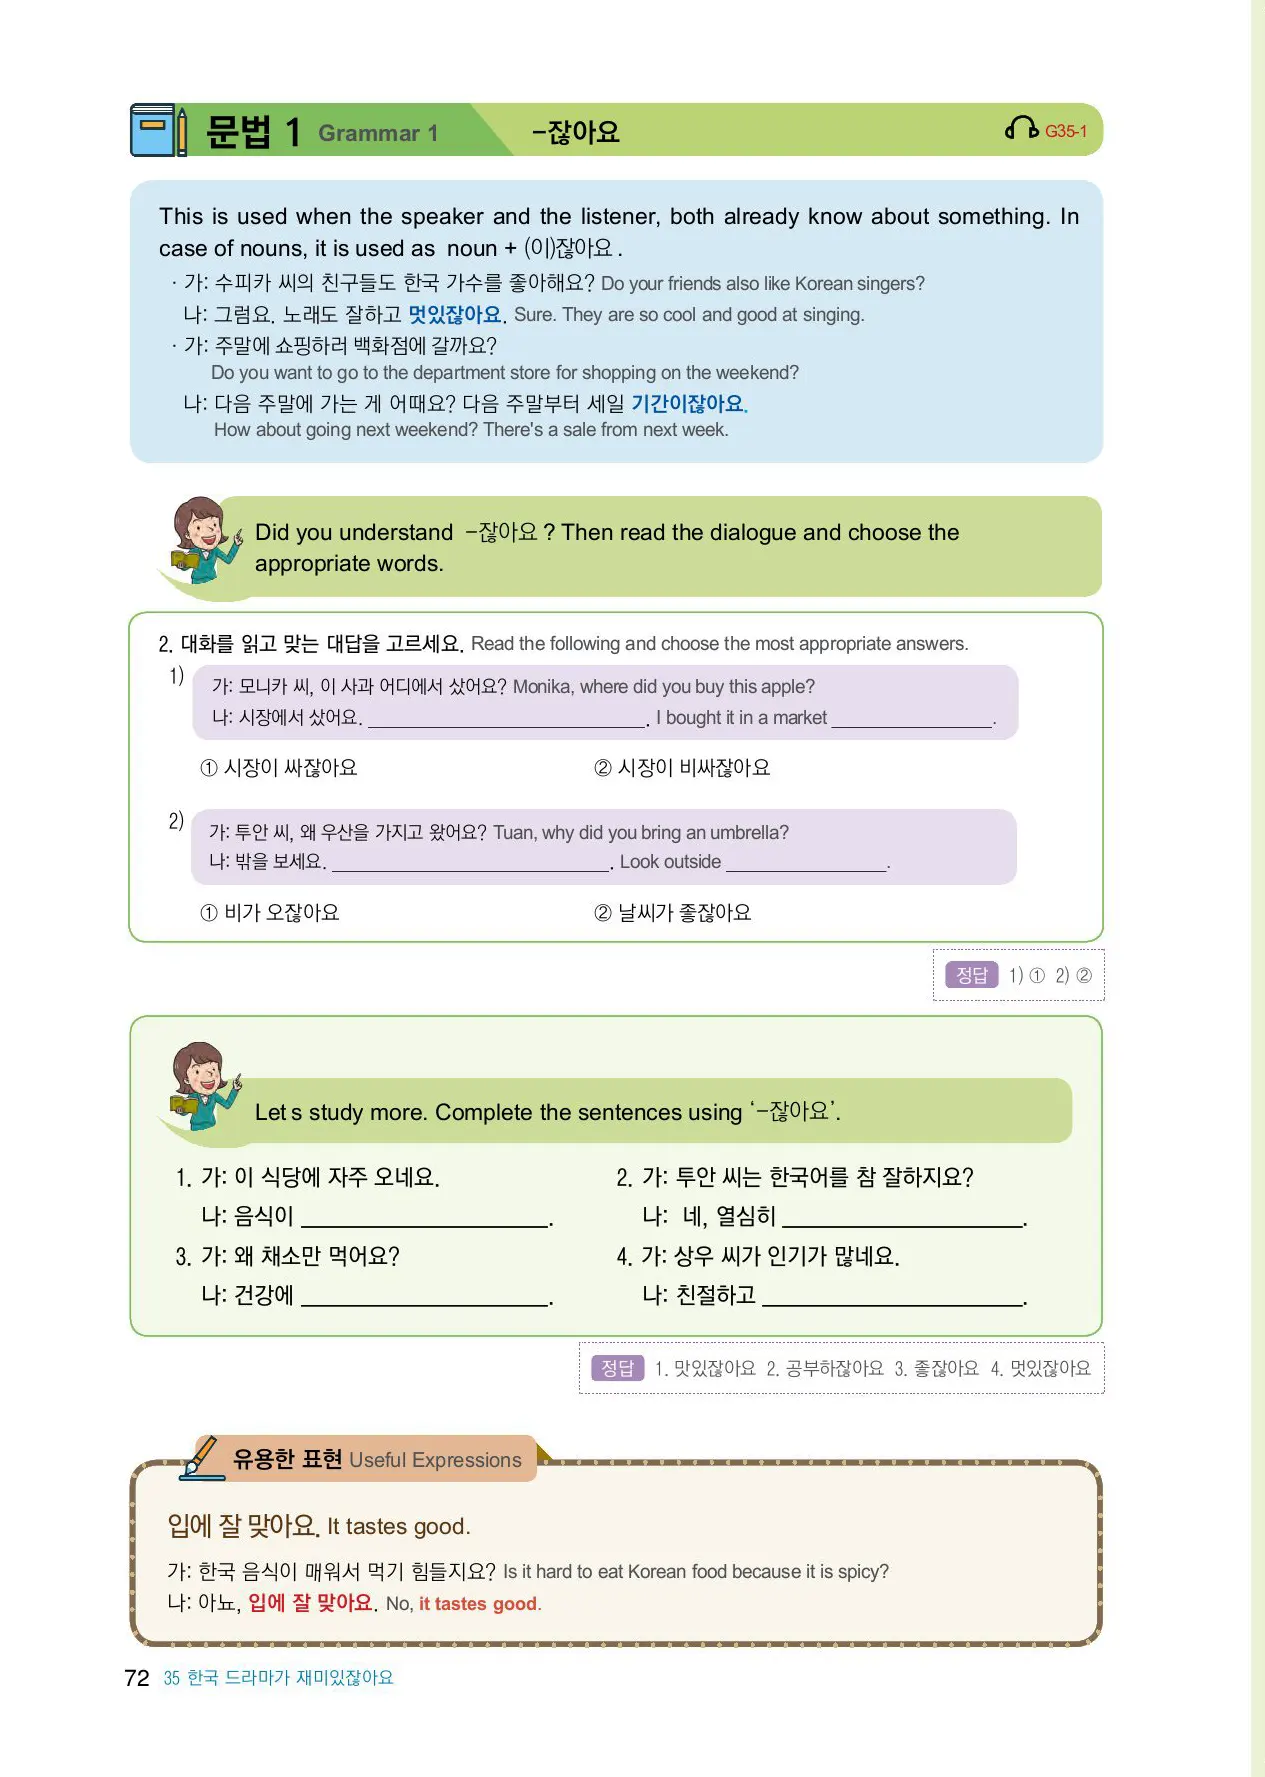 문법 1 Grammar 1 -잖아요 G35-1
This is used when the speaker and the listener, both already know about something. In
case of nouns, it is used as noun + (이)잖아요 .
· 가: 수피카 씨의 친구들도 한국 가수를 좋아해요? Do your friends also like Korean singers?
나: 그럼요. 노래도 잘하고 멋있잖아요. Sure. They are so cool and good at singing.
· 가: 주말에 쇼핑하러 백화점에 갈까요?
Do you want to go to the department store for shopping on the weekend?
나: 다음 주말에 가는 게 어때요? 다음 주말부터 세일 기간이잖아요.
How about going next weekend? There's a sale from next week.
Did you understand -잖아요 ? Then read the dialogue and choose the
appropriate words.
2. 대화를 읽고 맞는 대답을 고르세요. Read the following and choose the most appropriate answers.
1)
가: 모니카 씨, 이 사과 어디에서 샀어요? Monika, where did you buy this apple?
나: 시장에서 샀어요. ____________________. I bought it in a market ____________.
① 시장이 싸잖아요 ② 시장이 비싸잖아요
2)
가: 투안 씨, 왜 우산을 가지고 왔어요? Tuan, why did you bring an umbrella?
나: 밖을 보세요. ____________________. Look outside ____________.
① 비가 오잖아요 ② 날씨가 좋잖아요
정답 1) ① 2) ②
Let s study more. Complete the sentences using ‘-잖아요’.
1. 가: 이 식당에 자주 오네요. 2. 가: 투안 씨는 한국어를 참 잘하지요?
나: 음식이 ____________________. 나: 네, 열심히 ____________________.
3. 가: 왜 채소만 먹어요? 4. 가: 상우 씨가 인기가 많네요.
나: 건강에 ____________________. 나: 친절하고 ____________________.
정답 1. 맛있잖아요 2. 공부하잖아요 3. 좋잖아요 4. 멋있잖아요
유용한 표현 Useful Expressions
입에 잘 맞아요. It tastes good.
가: 한국 음식이 매워서 먹기 힘들지요? Is it hard to eat Korean food because it is spicy?
나: 아뇨, 입에 잘 맞아요. No, it tastes good.
72 35 한국 드라마가 재미있잖아요